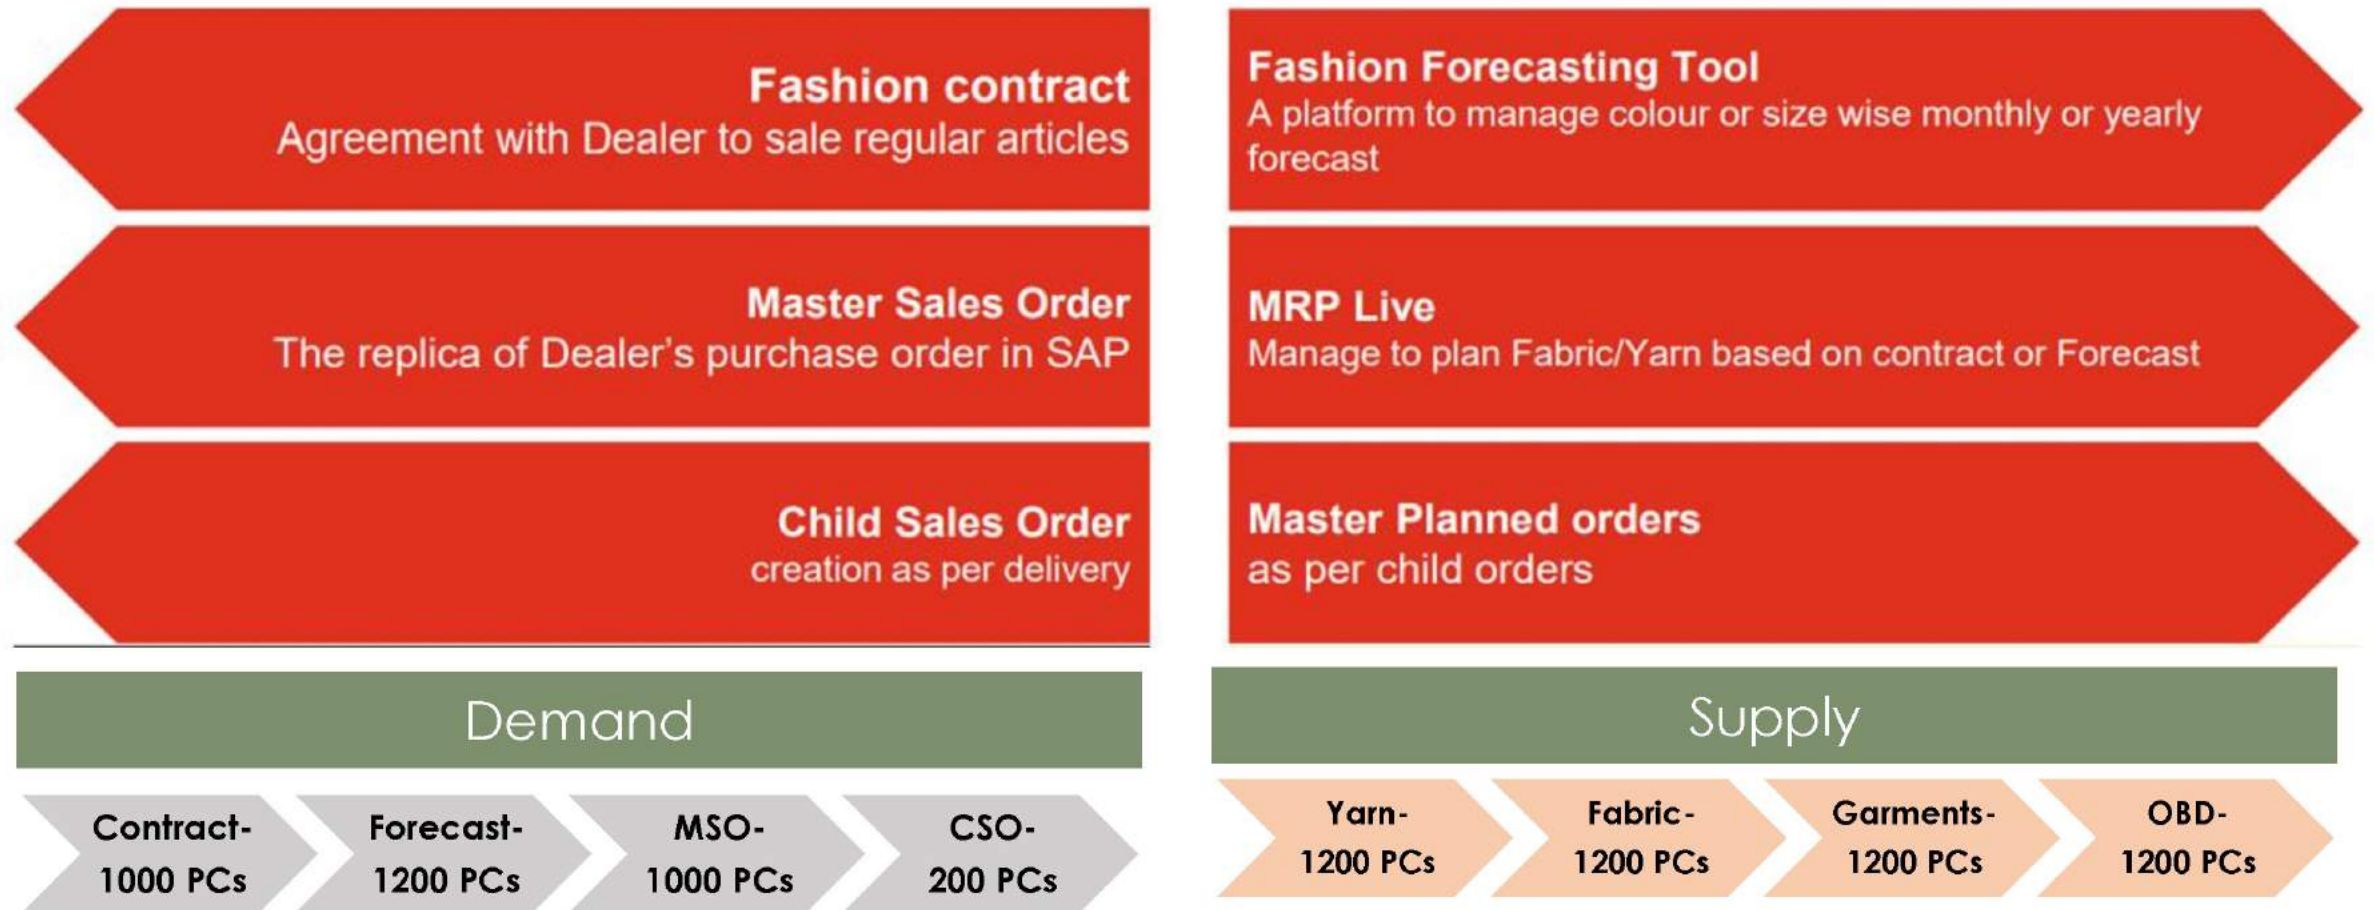 Fashion contract
Agreement with Dealer to sale regular articles
Master Sales Order
The replica of Dealer's purchase order in SAP
Child Sales Order
creation as per delivery
Fashion Forecasting Tool
A platform to manage colour or size wise monthly or yearly
forecast
MRP Live
Manage to plan Fabric/Yarn based on contract or Forecast
Master Planned orders
as per child orders
Demand
Contract-
1000 PCs
Forecast-
1200 PCs
MSO-
1000 PCs
CSO-
200 PCs
Supply
Yarn-
1200 PCs
Fabric-
1200 PCs
Garments-
1200 PCs
OBD-
1200 PCs